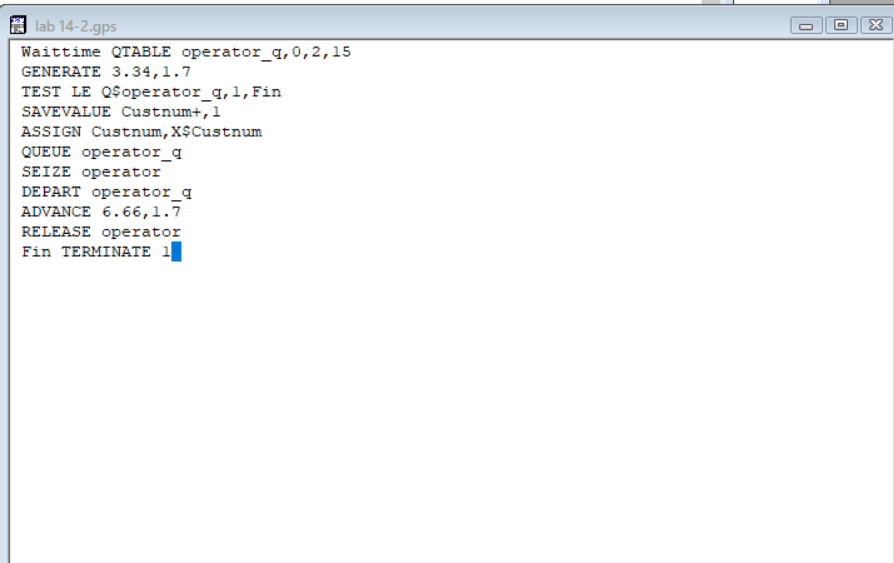 lab 14-2.gps
Waittime QTABLE operator_q,0,2,15
GENERATE 3.34,1.7
TEST LE Q$operator_q,1,Fin
SAVEVALUE Custnum+,1
ASSIGN Custnum,X$Custnum
QUEUE operator_q
SEIZE operator
DEPART operator_q
ADVANCE 6.66,1.7
RELEASE operator
Fin TERMINATE 1